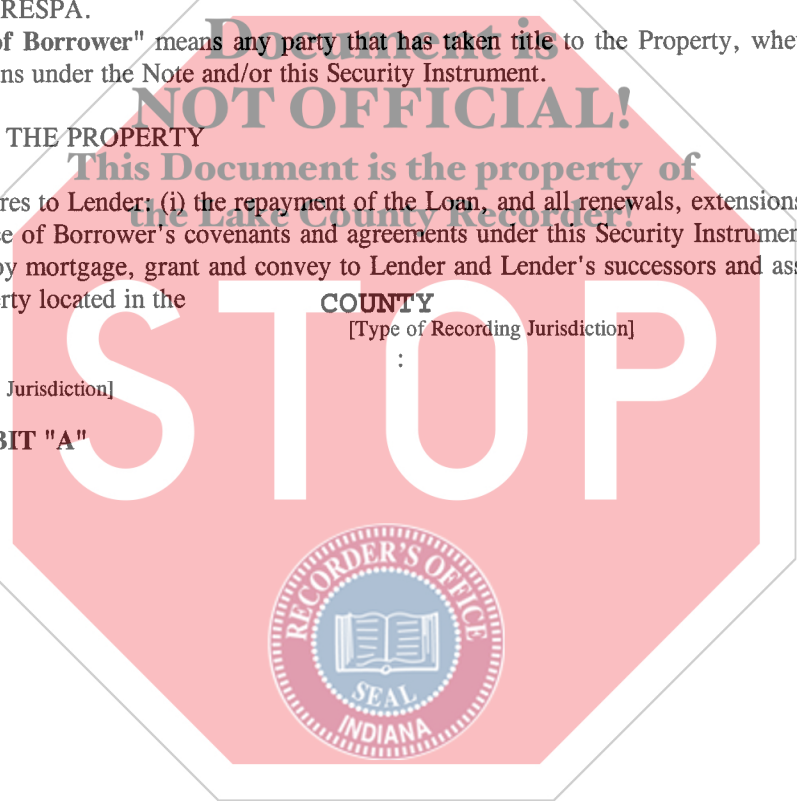 RESPA.
Document is
of Borrower" means any party that has taken title to the Property, whe
ns under the Note and/or this Security Instrument.
NOT OFFICIAL!
THE PROPERTY
This Document is the property of
res to Lender: (i) the repayment of the Loan, and all renewals, extensions
the Lake County Recorder!
e of Borrower's covenants and agreements under this Security Instrumen
by mortgage, grant and convey to Lender and Lender's successors and ass
rty located in the COUNTY
[Type of Recording Jurisdiction]
:
Jurisdiction]
BIT "A"
STOP
RECORDER'S OFFICE
SEAL
INDIANA